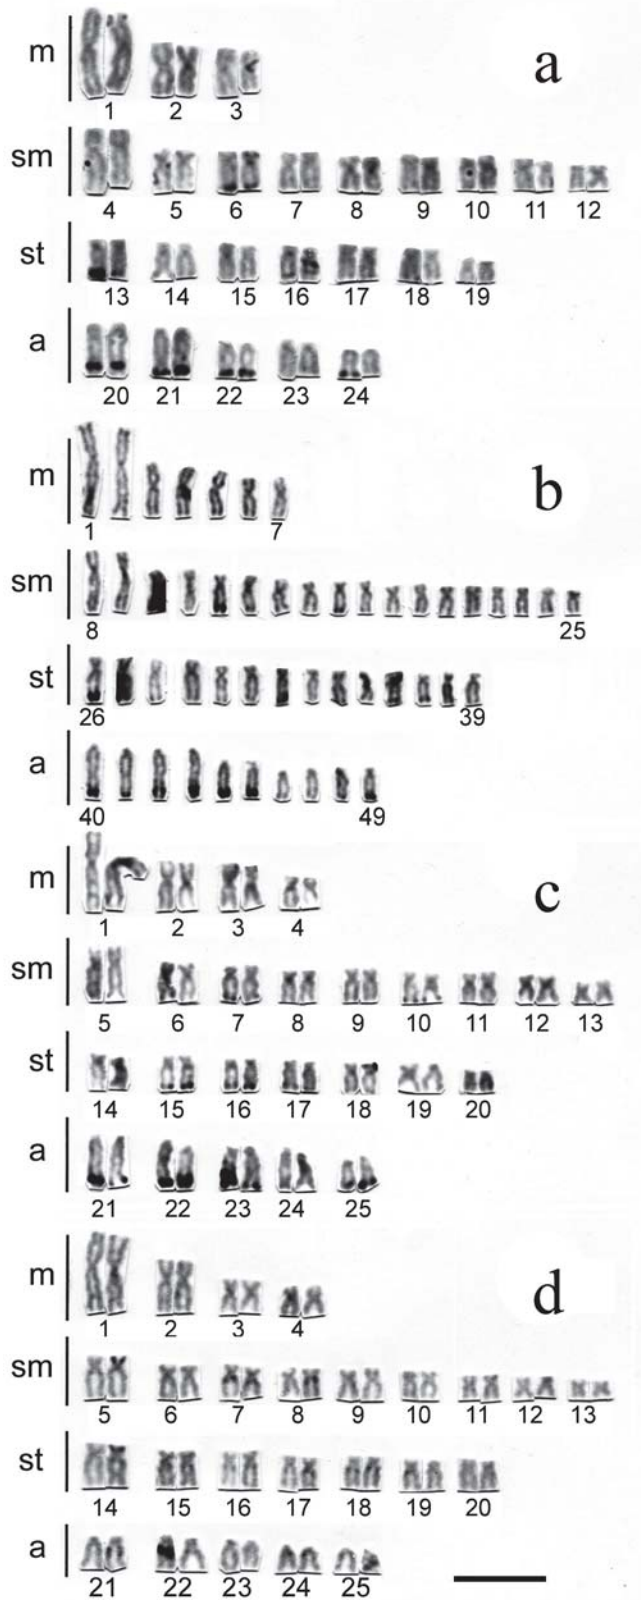 m
a
1 2 3
sm
4 5 6 7 8 9 10 11 12
st
13 14 15 16 17 18 19
a
20 21 22 23 24
m
b
1 7
sm
8 25
st
26 39
a
40 49
m
c
1 2 3 4
sm
5 6 7 8 9 10 11 12 13
st
14 15 16 17 18 19 20
a
21 22 23 24 25
m
d
1 2 3 4
sm
5 6 7 8 9 10 11 12 13
st
14 15 16 17 18 19 20
a
21 22 23 24 25